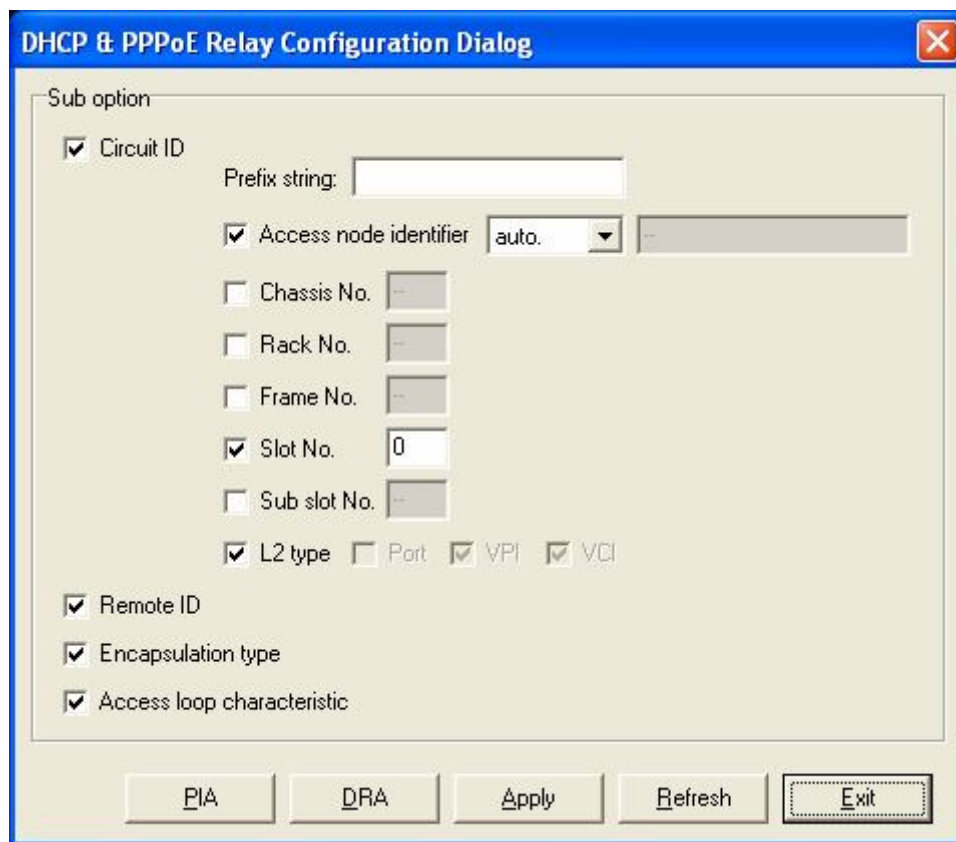 DHCP & PPPoE Relay Configuration Dialog
Sub option
Circuit ID
Prefix string:
Access node identifier auto. --
Chassis No. --
Rack No. --
Frame No. --
Slot No. 0
Sub slot No. --
L2 type Port VPI VCI
Remote ID
Encapsulation type
Access loop characteristic
PIA DRA Apply Refresh Exit